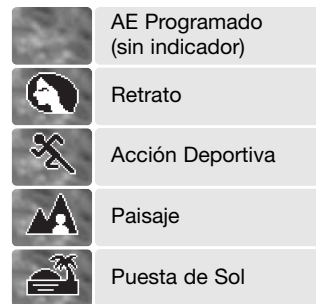 AE Programado
(sin indicador)
Retrato
Acción Deportiva
Paisaje
Puesta de Sol